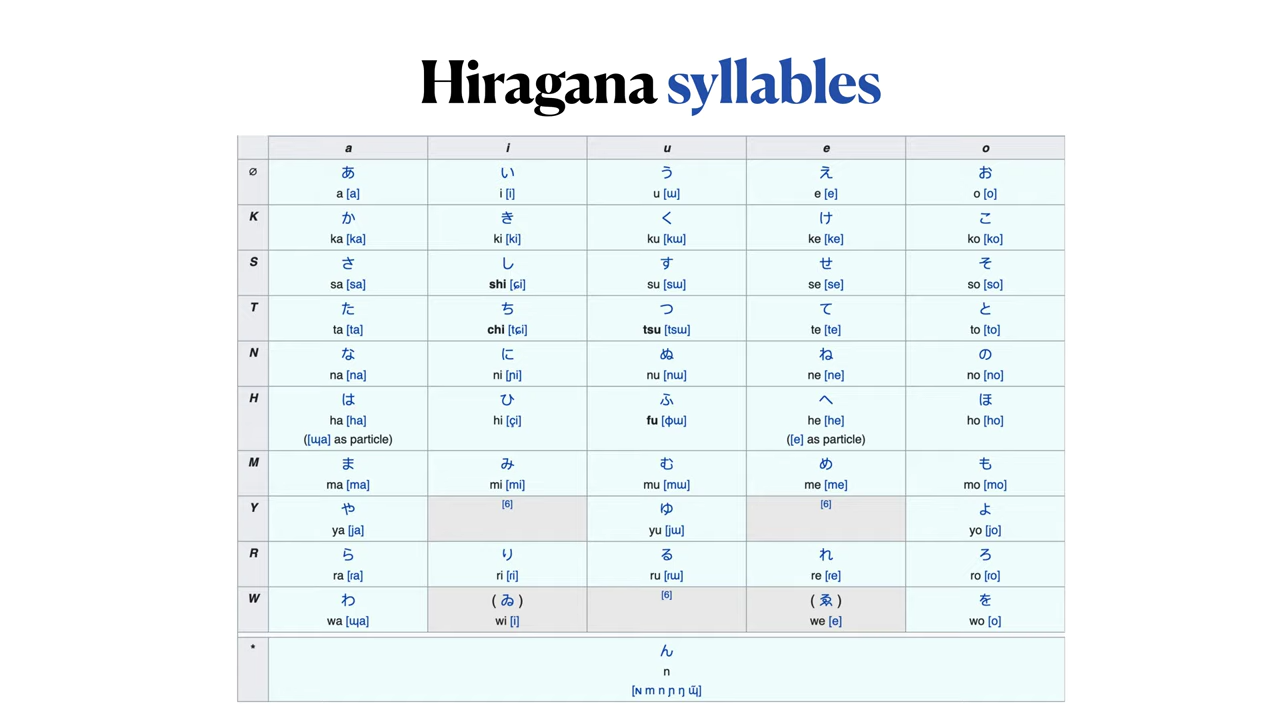 Hiragana syllables
a i u e o
∅ あ い う え お
a [a] i [i] u [ɯ] e [e] o [o]
K か き く け こ
ka [ka] ki [ki] ku [kɯ] ke [ke] ko [ko]
S さ し す せ そ
sa [sa] shi [ɕi] su [sɯ] se [se] so [so]
T た ち つ て と
ta [ta] chi [tɕi] tsu [tsɯ] te [te] to [to]
N な に ぬ ね の
na [na] ni [ɲi] nu [nɯ] ne [ne] no [no]
H は ひ ふ へ ほ
ha [ha] hi [çi] fu [ɸɯ] he [he] ho [ho]
([ɰa] as particle) ([e] as particle)
M ま み む め も
ma [ma] mi [mi] mu [mɯ] me [me] mo [mo]
Y や [6] ゆ [6] よ
ya [ja] yu [jɯ] yo [jo]
R ら り る れ ろ
ra [ɾa] ri [ɾi] ru [ɾɯ] re [ɾe] ro [ɾo]
W わ ( ゐ ) [6] ( ゑ ) を
wa [ɰa] wi [i] we [e] wo [o]
* ん
n
[ɴ m n ɲ ŋ ɰ̃]